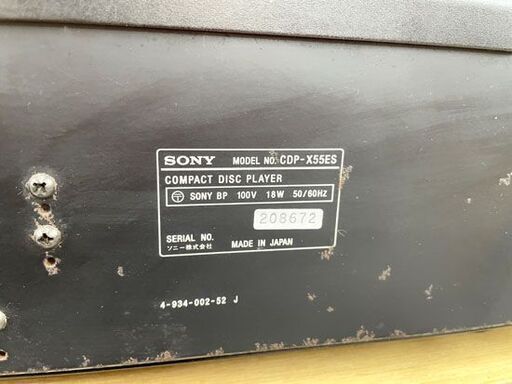 SONY MODEL NO. CDP-X55ES
COMPACT DISC PLAYER
T SONY BP 100V 18W 50/60HZ
208672
SERIAL NO.
ソニー株式会社 MADE IN JAPAN
4-934-002-52 J